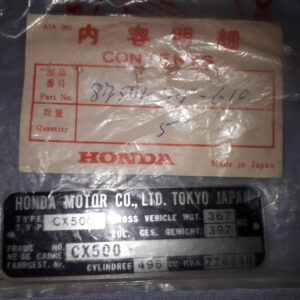 AIA 002
内容明細
CONTENTS
部品
番号
Part No.
数量
Quantity
5
HONDA
Made in Japan
HONDA MOTOR CO., LTD. TOKYO JAPAN
TYPE
TYP
CX500
GROSS VEHICLE WGT. 367
ZUL. GES. GEWICHT. 397
FRAME NO.
Nº DE CADRE
FAHRGEST. Nr.
CX500
CYLINDREE 496 CC P.V.A.